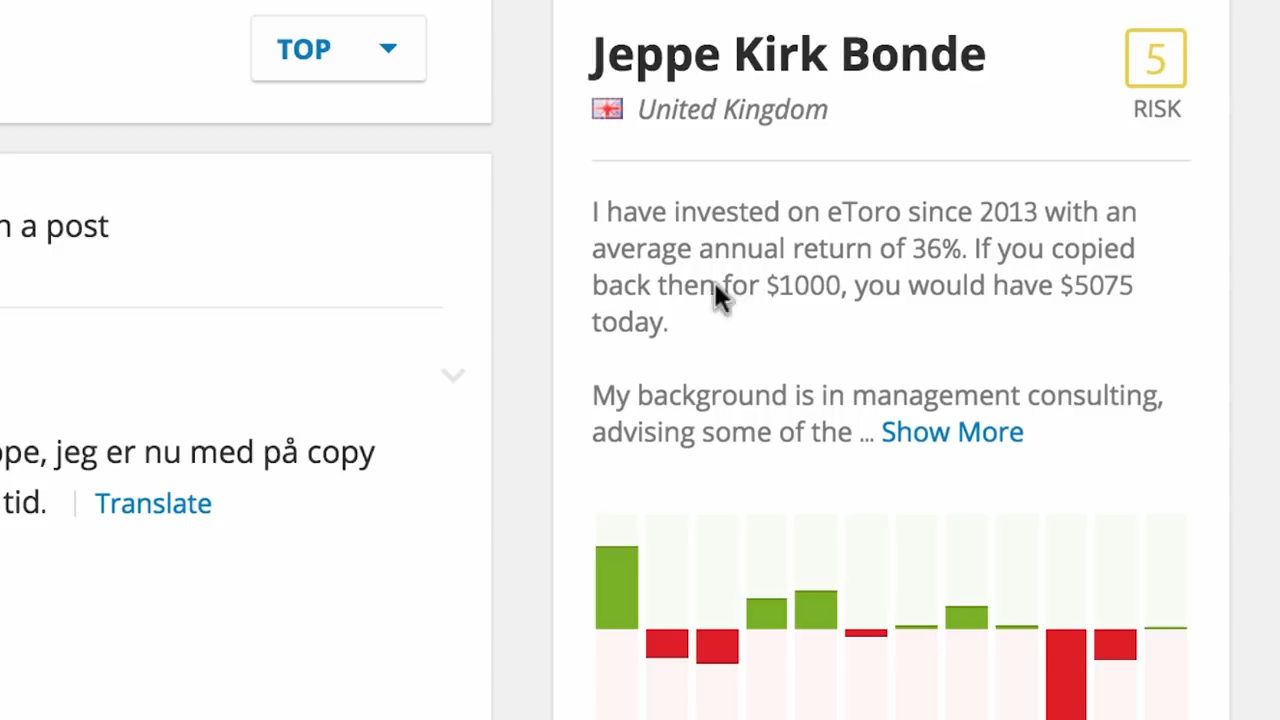 TOP
n a post
pe, jeg er nu med på copy
tid. | Translate
Jeppe Kirk Bonde
5
United Kingdom
RISK
I have invested on eToro since 2013 with an
average annual return of 36%. If you copied
back then for $1000, you would have $5075
today.
My background is in management consulting,
advising some of the ... Show More